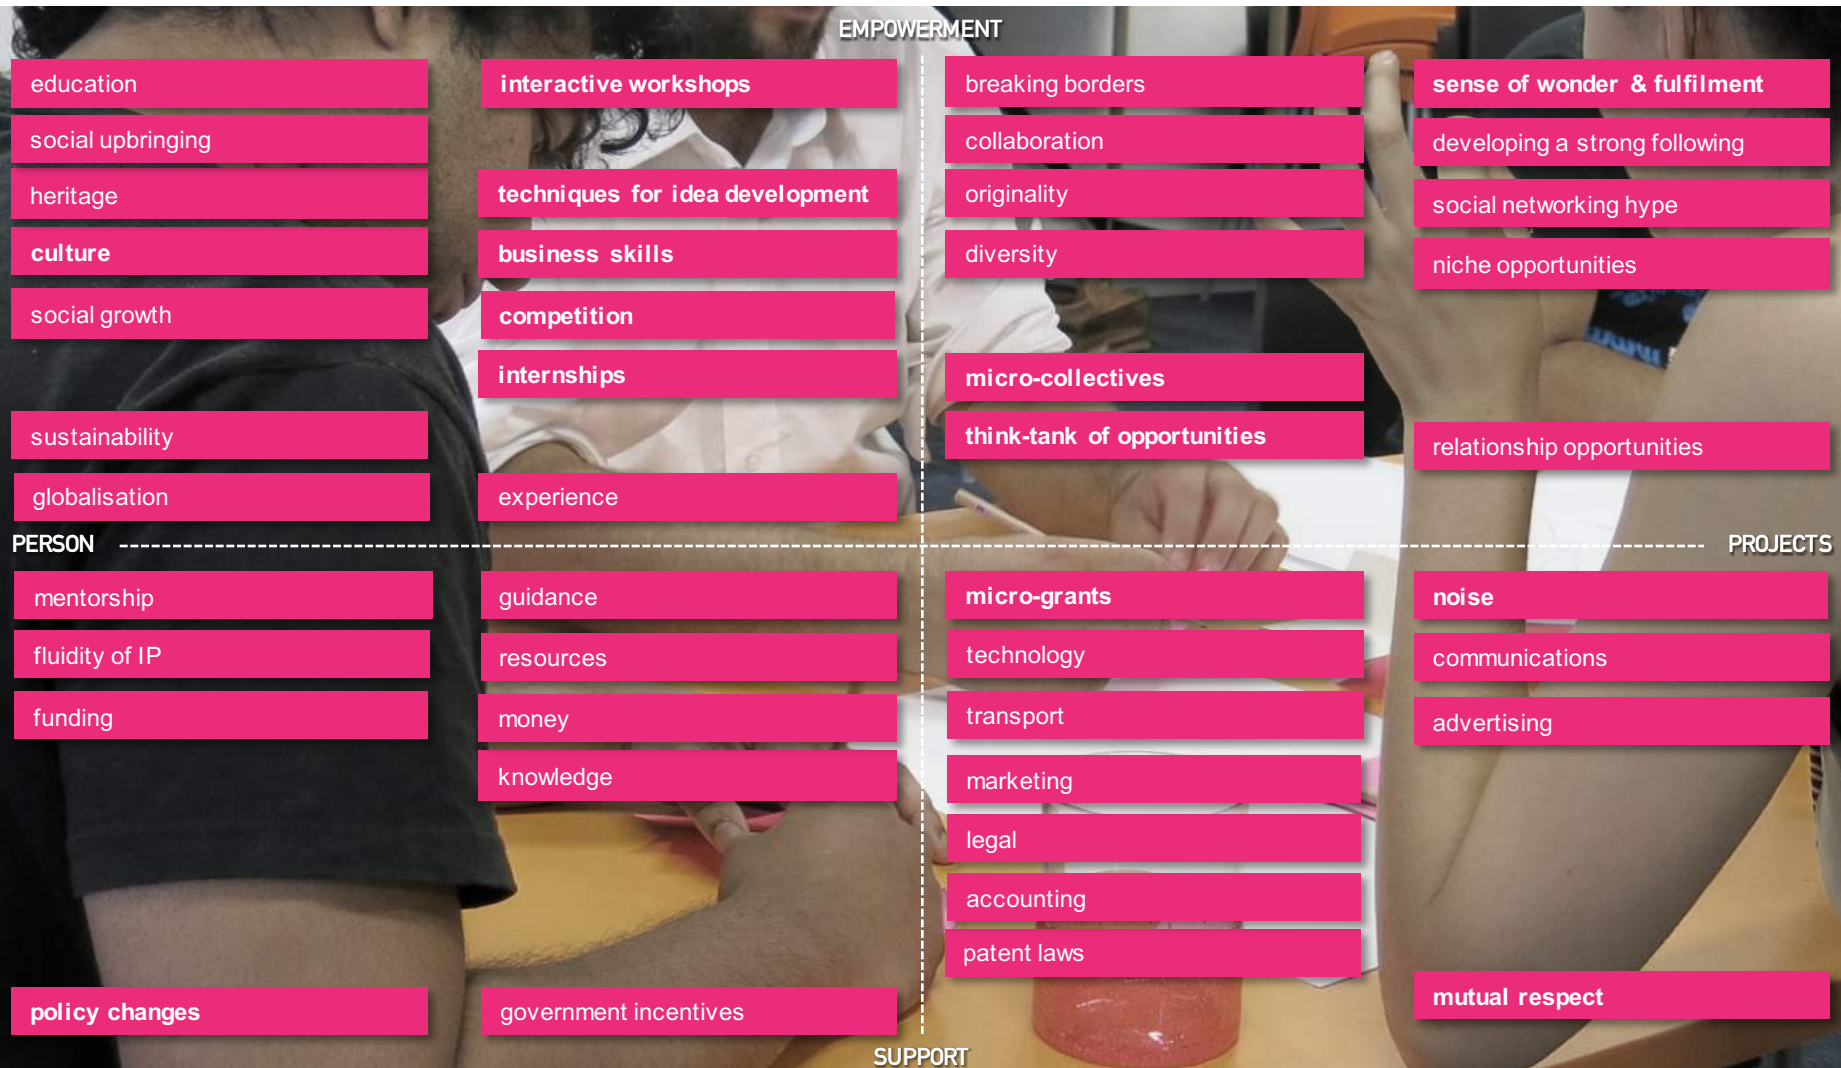 EMPOWERMENT
education
social upbringing
heritage
culture
social growth
sustainability
globalisation
interactive workshops
techniques for idea development
business skills
competition
internships
experience
breaking borders
collaboration
originality
diversity
micro-collectives
think-tank of opportunities
sense of wonder & fulfilment
developing a strong following
social networking hype
niche opportunities
relationship opportunities
PERSON
PROJECTS
mentorship
fluidity of IP
funding
policy changes
guidance
resources
money
knowledge
government incentives
micro-grants
technology
transport
marketing
legal
accounting
patent laws
noise
communications
advertising
mutual respect
SUPPORT